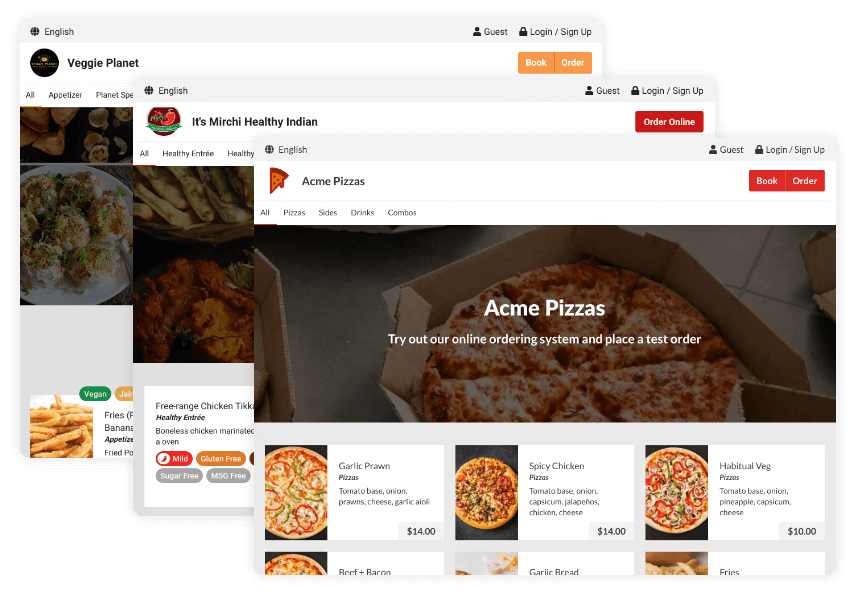 English
Guest
Login / Sign Up
Veggie Planet
Book
Order
All
Appetizer
Planet Spe
Vegan
Jain
Fries (F
Banana
Appetize
Fried Po
English
Guest
Login / Sign Up
It's Mirchi Healthy Indian
Order Online
All
Healthy Entrée
Healthy
Free-range Chicken Tikka
Healthy Entrée
Boneless chicken marinated
a oven
Mild
Gluten Free
Sugar Free
MSG Free
English
Guest
Login / Sign Up
Acme Pizzas
Book
Order
All
Pizzas
Sides
Drinks
Combos
Acme Pizzas
Try out our online ordering system and place a test order
Garlic Prawn
Pizzas
Tomato base, onion,
prawns, cheese, garlic aioli
$14.00
Spicy Chicken
Pizzas
Tomato base, onion,
capsicum, jalapeños,
chicken, cheese
$14.00
Habitual Veg
Pizzas
Tomato base, onion,
pineapple, capsicum,
cheese
$10.00
Beef + Bacon
Garlic Bread
Fries